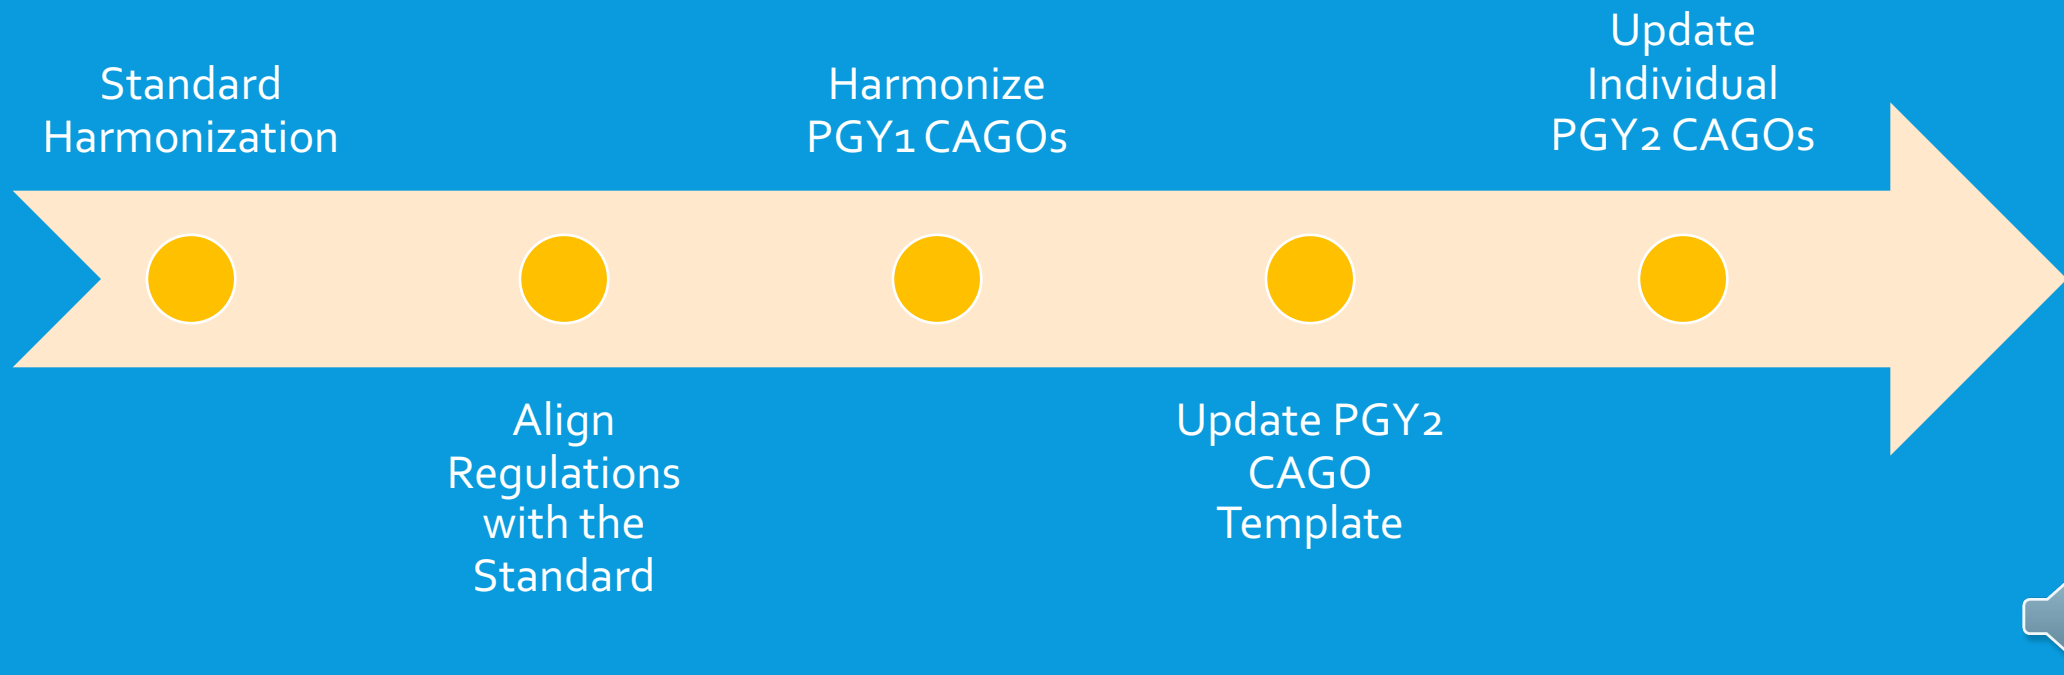 Standard
Harmonization
Align
Regulations
with the
Standard
Harmonize
PGY1 CAGOs
Update PGY2
CAGO
Template
Update
Individual
PGY2 CAGOs